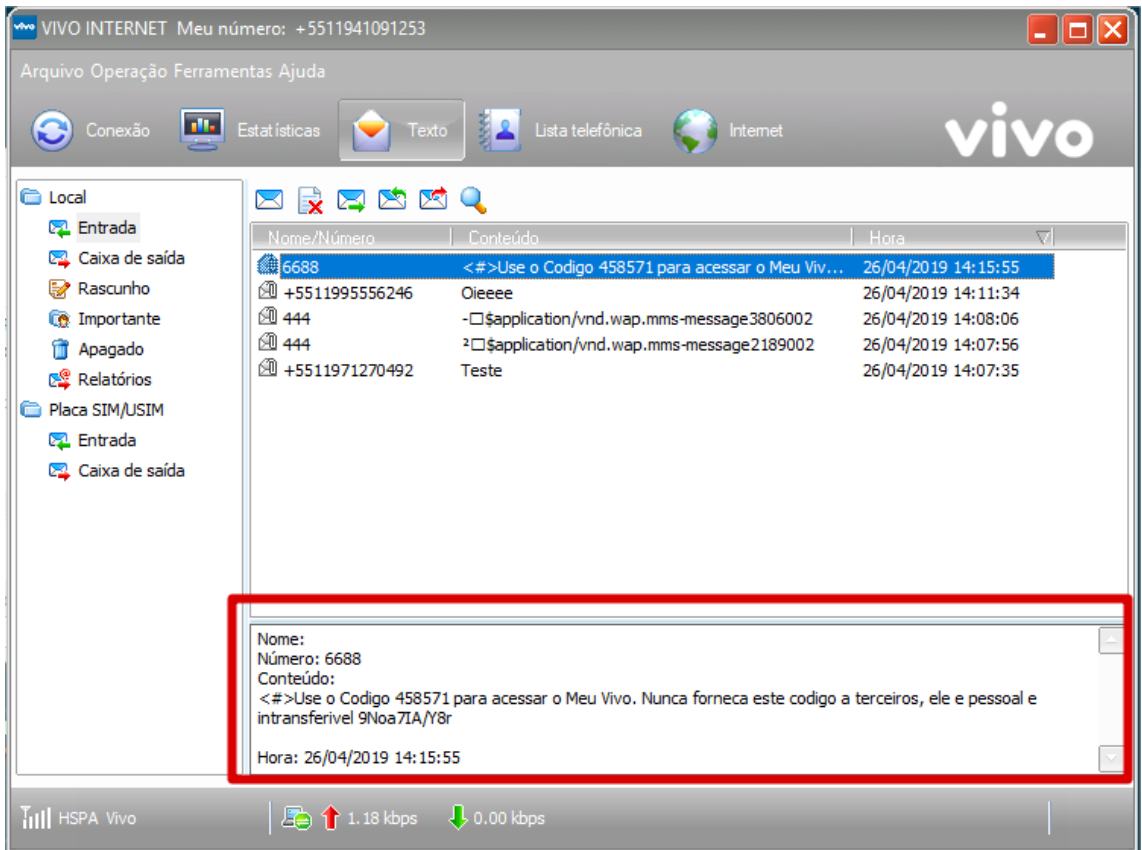 vivo VIVO INTERNET Meu número: +5511941091253
Arquivo Operação Ferramentas Ajuda
Conexão Estatísticas Texto Lista telefônica Internet vivo
Local
Entrada
Caixa de saída
Rascunho
Importante
Apagado
Relatórios
Placa SIM/USIM
Entrada
Caixa de saída
Nome/Número Conteúdo Hora
6688 <#>Use o Codigo 458571 para acessar o Meu Viv... 26/04/2019 14:15:55
+5511995556246 Oieeee 26/04/2019 14:11:34
444 -□$application/vnd.wap.mms-message3806002 26/04/2019 14:08:06
444 ²□$application/vnd.wap.mms-message2189002 26/04/2019 14:07:56
+5511971270492 Teste 26/04/2019 14:07:35
Nome:
Número: 6688
Conteúdo:
<#>Use o Codigo 458571 para acessar o Meu Vivo. Nunca forneca este codigo a terceiros, ele e pessoal e
intransferivel 9Noa7IA/Y8r
Hora: 26/04/2019 14:15:55
HSPA Vivo 1.18 kbps 0.00 kbps